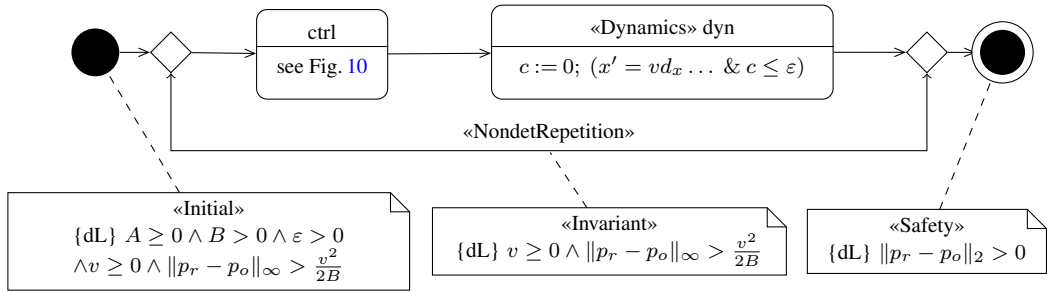 ctrl
see Fig. 10
«Dynamics» dyn
c := 0; (x′ = vd_x … & c ≤ ε)
«NondetRepetition»
«Initial»
{dL} A ≥ 0 ∧ B > 0 ∧ ε > 0
∧v ≥ 0 ∧ ‖p_r − p_o‖_∞ > v²/2B
«Invariant»
{dL} v ≥ 0 ∧ ‖p_r − p_o‖_∞ > v²/2B
«Safety»
{dL} ‖p_r − p_o‖_2 > 0